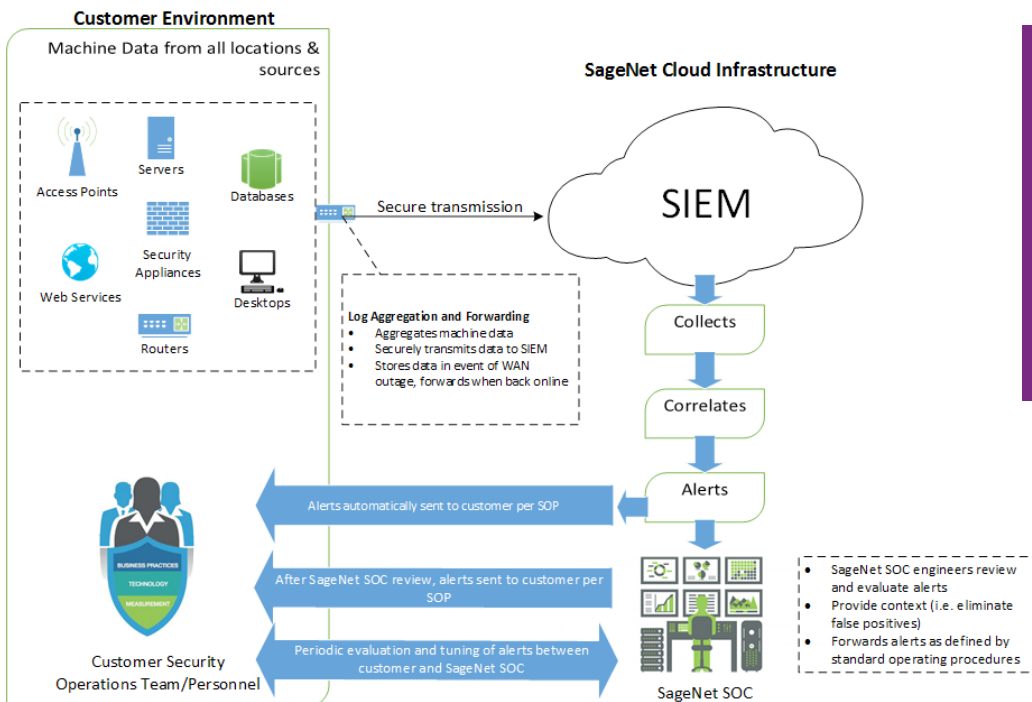 Customer Environment
Machine Data from all locations &
sources
Access Points
Servers
Databases
Security
Appliances
Web Services
Desktops
Routers
Secure transmission
SageNet Cloud Infrastructure
SIEM
Log Aggregation and Forwarding
• Aggregates machine data
• Securely transmits data to SIEM
• Stores data in event of WAN
outage, forwards when back online
Collects
Correlates
Alerts
Alerts automatically sent to customer per SOP
After SageNet SOC review, alerts sent to customer per
SOP
Periodic evaluation and tuning of alerts between
customer and SageNet SOC
BUSINESS PRACTICES
TECHNOLOGY
MEASUREMENT
Customer Security
Operations Team/Personnel
SageNet SOC
• SageNet SOC engineers review
and evaluate alerts
• Provide context (i.e. eliminate
false positives)
• Forwards alerts as defined by
standard operating procedures